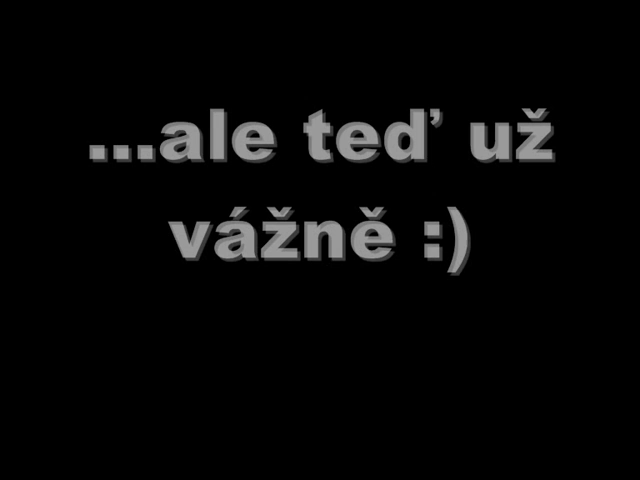 ...ale teď už
vážně :)